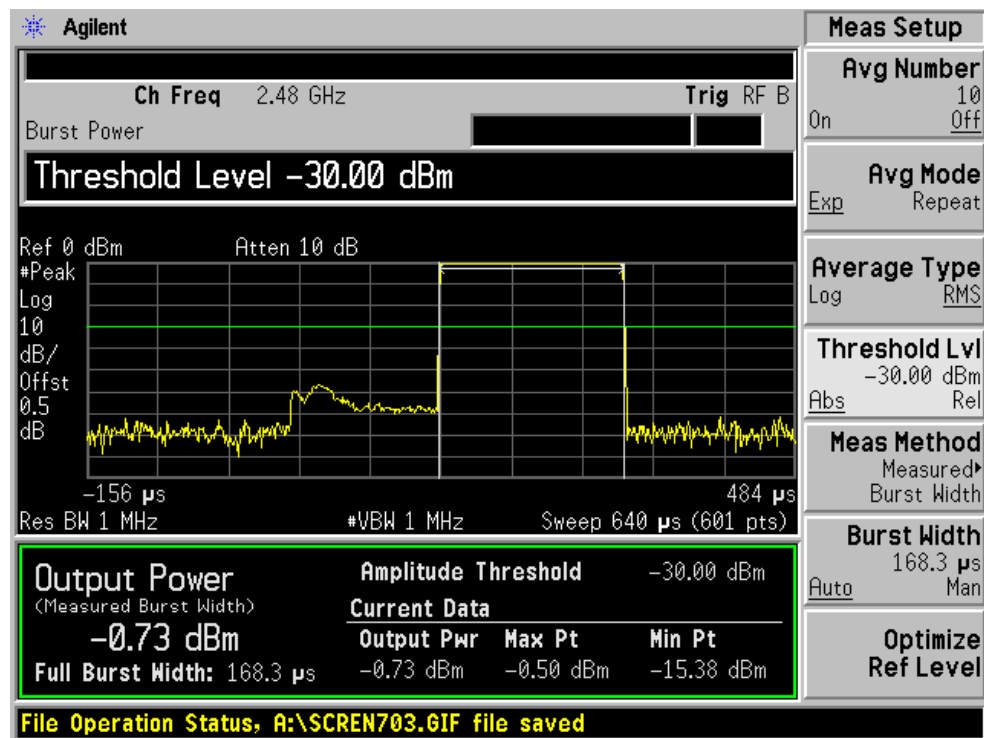 Agilent
Meas Setup
Ch Freq 2.48 GHz Trig RF B
Burst Power
Threshold Level -30.00 dBm
Ref 0 dBm Atten 10 dB
#Peak
Log
10
dB/
Offst
0.5
dB
-156 µs 484 µs
Res BW 1 MHz #VBW 1 MHz Sweep 640 µs (601 pts)
Output Power
(Measured Burst Width)
-0.73 dBm
Full Burst Width: 168.3 µs
Amplitude Threshold -30.00 dBm
Current Data
Output Pwr Max Pt Min Pt
-0.73 dBm -0.50 dBm -15.38 dBm
Avg Number
10
On Off
Avg Mode
Exp Repeat
Average Type
Log RMS
Threshold Lvl
-30.00 dBm
Abs Rel
Meas Method
Measured▸
Burst Width
Burst Width
168.3 µs
Auto Man
Optimize
Ref Level
File Operation Status, A:\SCREN703.GIF file saved